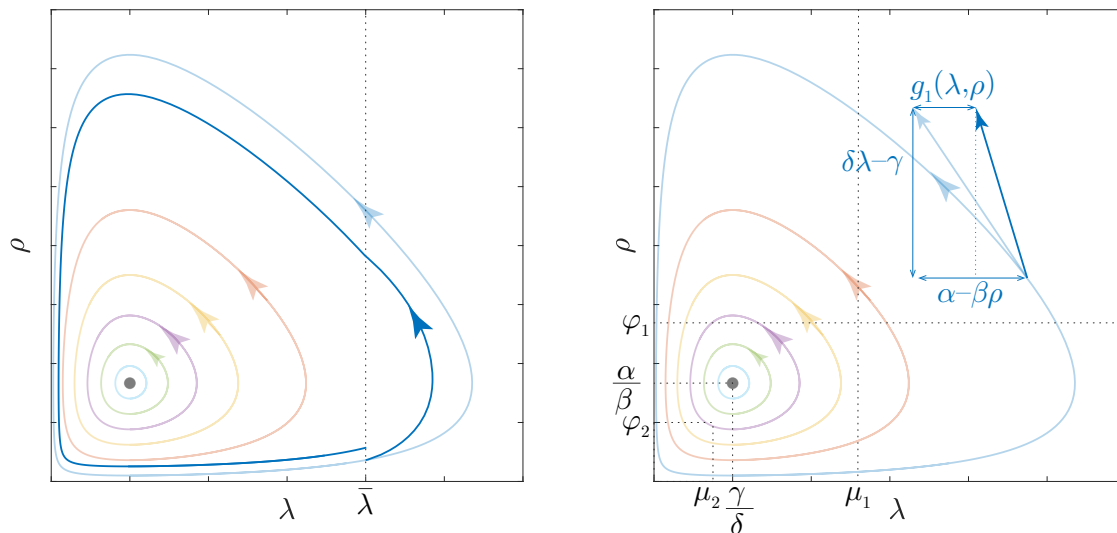 ρ
λ
λ̅
g₁(λ,ρ)
δλ−γ
α−βρ
ρ
φ₁
α
β
φ₂
μ₂
γ
δ
μ₁
λ